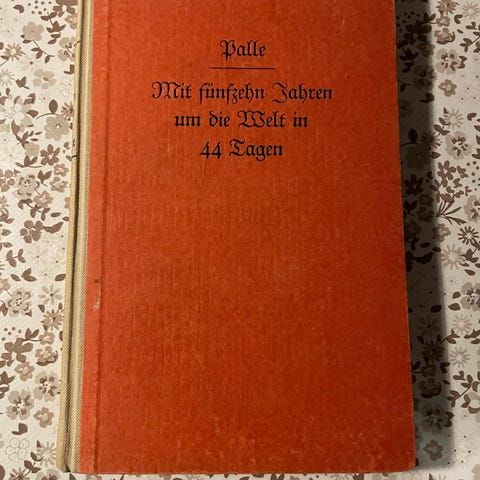 Palle
Mit fünfzehn Jahren
um die Welt in
44 Tagen